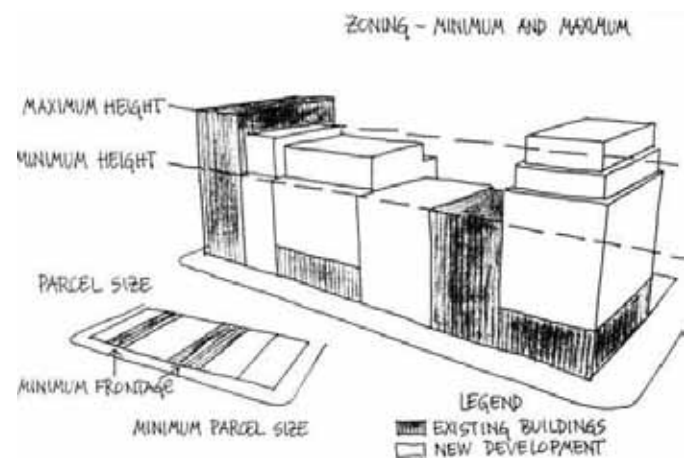 ZONING - MINIMUM AND MAXIMUM
MAXIMUM HEIGHT
MINIMUM HEIGHT
PARCEL SIZE
MINIMUM FRONTAGE
MINIMUM PARCEL SIZE
LEGEND
EXISTING BUILDINGS
NEW DEVELOPMENT